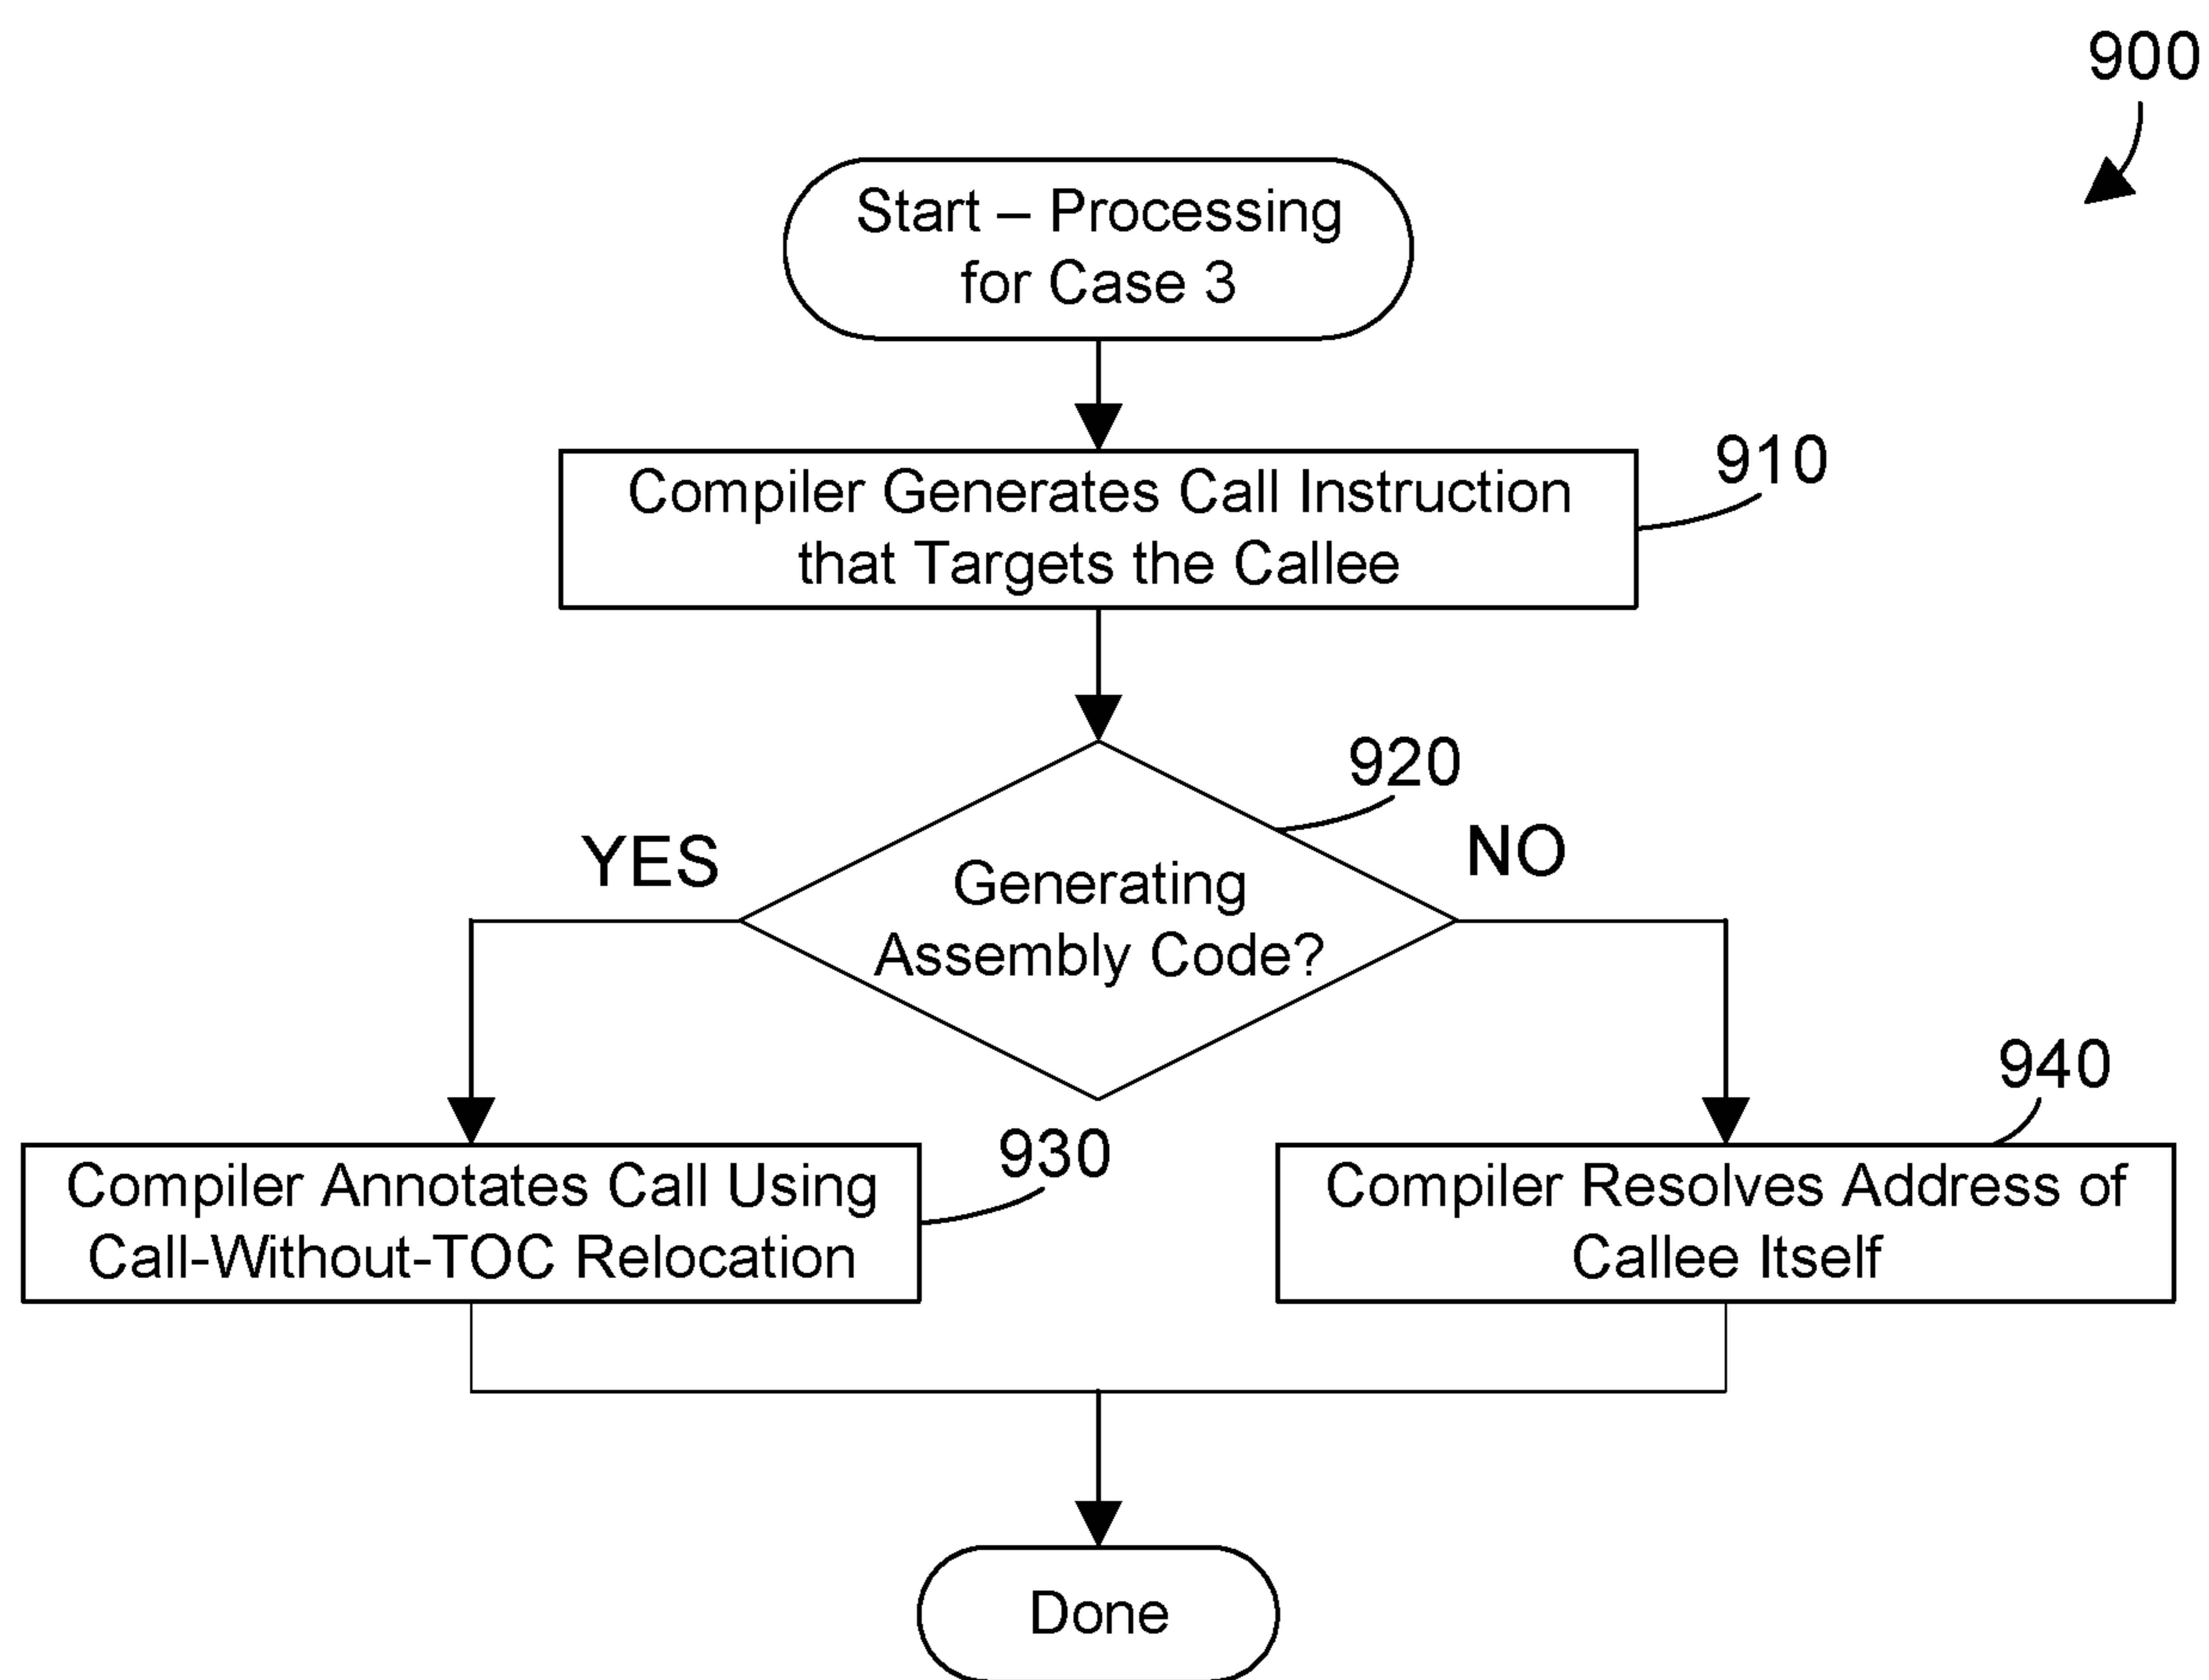 900
Start – Processing
for Case 3
910
Compiler Generates Call Instruction
that Targets the Callee
920
YES
NO
Generating
Assembly Code?
940
930
Compiler Annotates Call Using
Call-Without-TOC Relocation
Compiler Resolves Address of
Callee Itself
Done